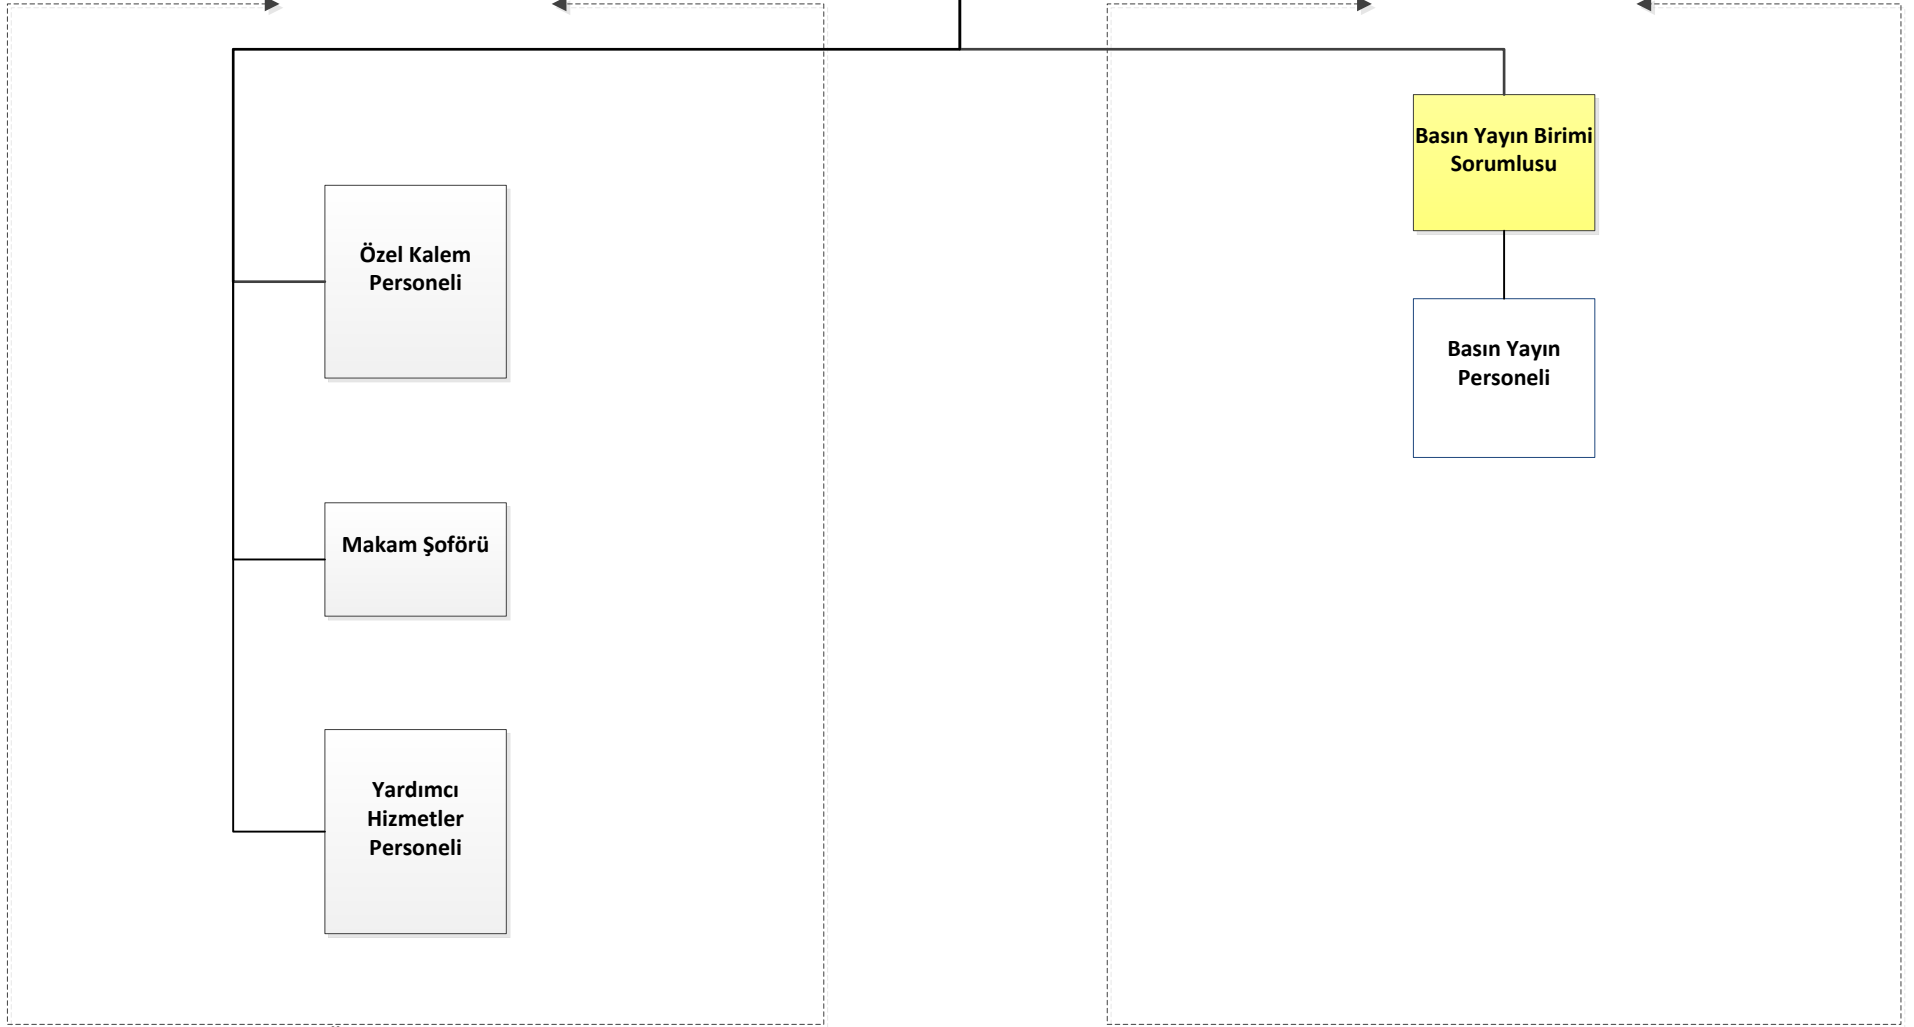 Özel Kalem
Personeli
Makam Şoförü
Yardımcı
Hizmetler
Personeli
Basın Yayın Birimi
Sorumlusu
Basın Yayın
Personeli